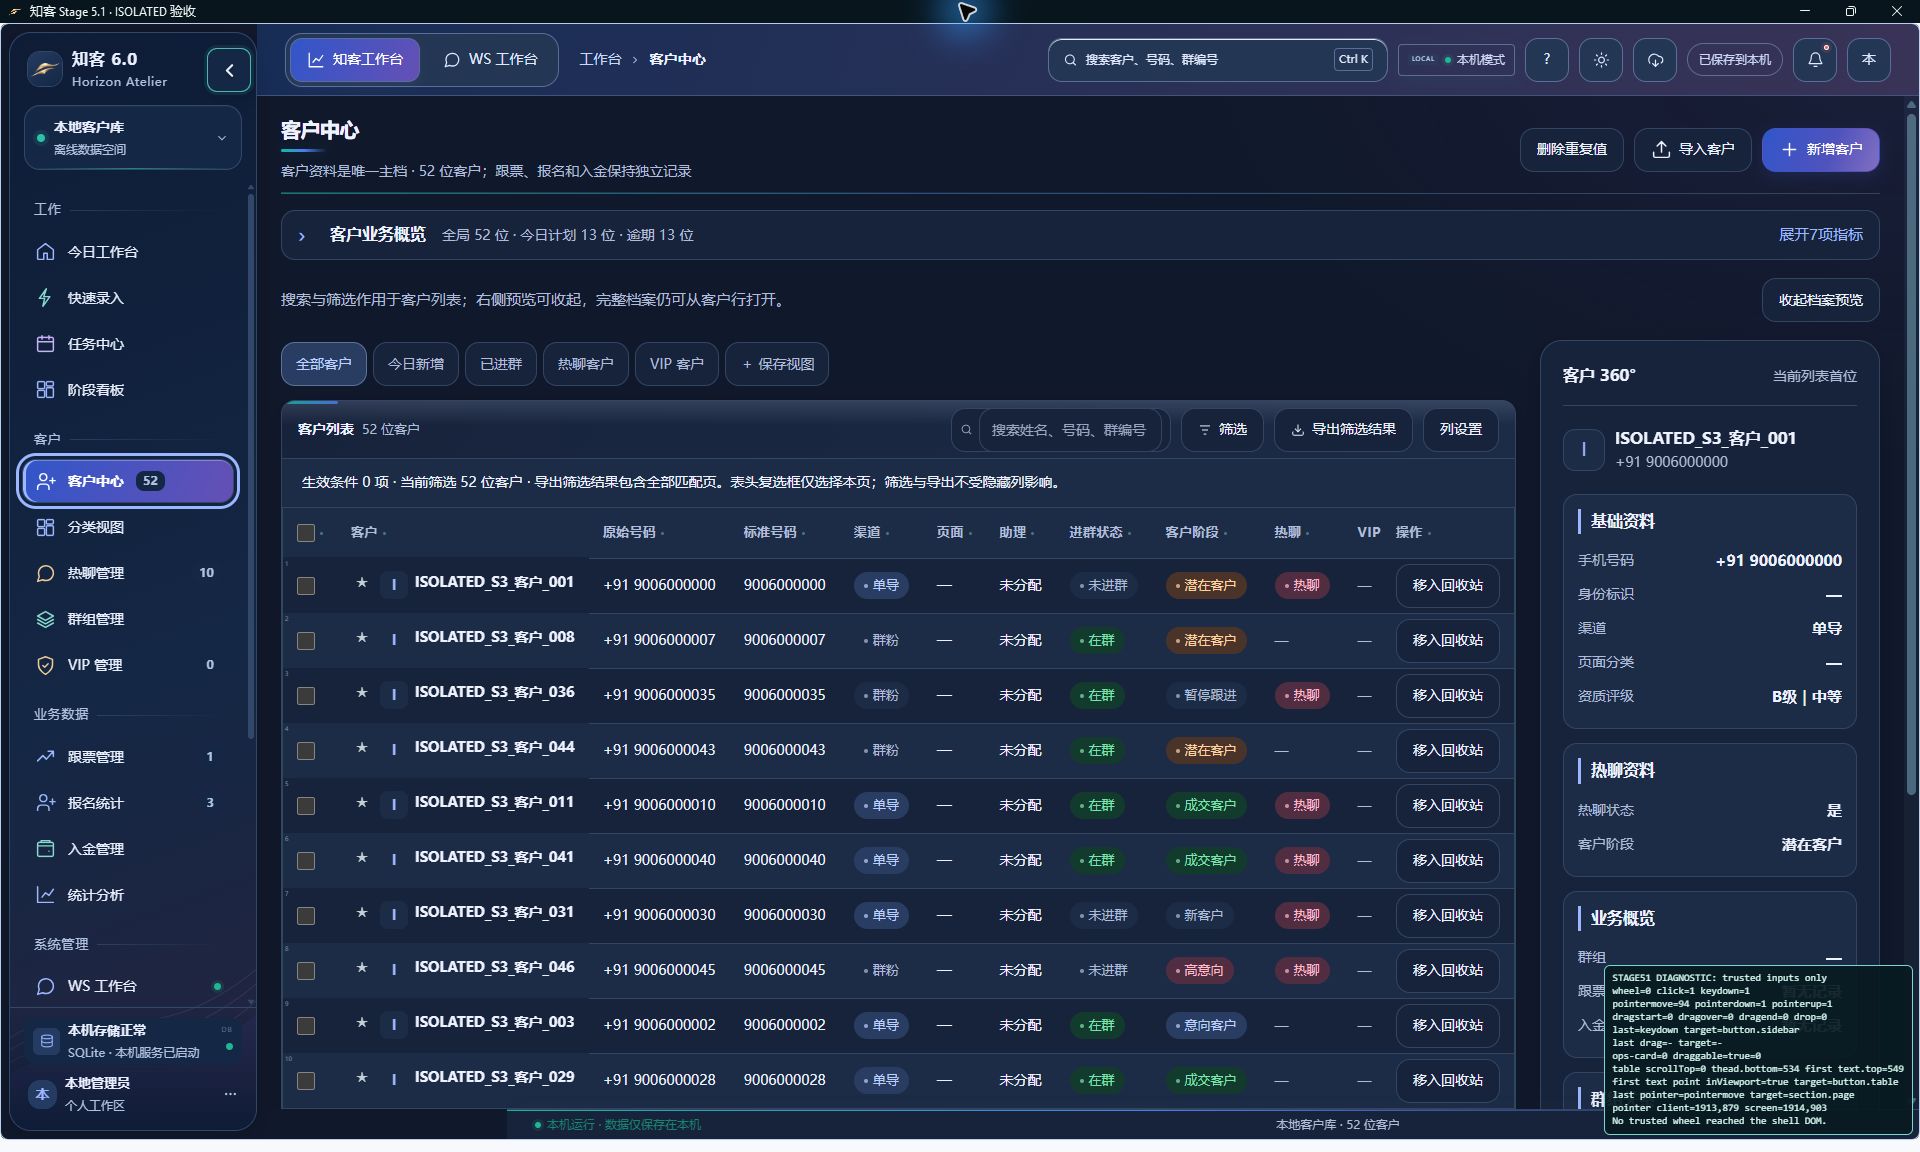 知客 Stage 5.1 · ISOLATED 验收
知客 6.0
Horizon Atelier
本地客户库
离线数据空间
工作
今日工作台
快速录入
任务中心
阶段看板
客户
客户中心 52
分类视图
热聊管理 10
群组管理
VIP 管理 0
业务数据
跟票管理 1
报名统计 3
入金管理
统计分析
系统管理
WS 工作台
本机存储正常 DB
SQLite · 本机服务已启动
本 本地管理员
个人工作区
知客工作台 WS 工作台 工作台 › 客户中心
搜索客户、号码、群编号 Ctrl K
LOCAL 本机模式 ? 已保存到本机 本
客户中心
客户资料是唯一主档 · 52 位客户；跟票、报名和入金保持独立记录
删除重复值 导入客户 新增客户
客户业务概览 全局 52 位 · 今日计划 13 位 · 逾期 13 位 展开7项指标
搜索与筛选作用于客户列表；右侧预览可收起，完整档案仍可从客户行打开。 收起档案预览
全部客户 今日新增 已进群 热聊客户 VIP 客户 + 保存视图
客户列表 52 位客户 搜索姓名、号码、群编号 筛选 导出筛选结果 列设置
生效条件 0 项 · 当前筛选 52 位客户 · 导出筛选结果包含全部匹配页。表头复选框仅选择本页；筛选与导出不受隐藏列影响。
客户 原始号码 标准号码 渠道 页面 助理 进群状态 客户阶段 热聊 VIP 操作
1 ★ I ISOLATED_S3_客户_001 +91 9006000000 9006000000 单导 — 未分配 未进群 潜在客户 热聊 — 移入回收站
2 ★ I ISOLATED_S3_客户_008 +91 9006000007 9006000007 群粉 — 未分配 在群 潜在客户 — — 移入回收站
3 ★ I ISOLATED_S3_客户_036 +91 9006000035 9006000035 群粉 — 未分配 在群 暂停跟进 热聊 — 移入回收站
4 ★ I ISOLATED_S3_客户_044 +91 9006000043 9006000043 群粉 — 未分配 在群 潜在客户 — — 移入回收站
5 ★ I ISOLATED_S3_客户_011 +91 9006000010 9006000010 单导 — 未分配 在群 成交客户 热聊 — 移入回收站
6 ★ I ISOLATED_S3_客户_041 +91 9006000040 9006000040 单导 — 未分配 在群 成交客户 热聊 — 移入回收站
7 ★ I ISOLATED_S3_客户_031 +91 9006000030 9006000030 单导 — 未分配 未进群 新客户 热聊 — 移入回收站
8 ★ I ISOLATED_S3_客户_046 +91 9006000045 9006000045 群粉 — 未分配 未进群 高意向 热聊 — 移入回收站
9 ★ I ISOLATED_S3_客户_003 +91 9006000002 9006000002 单导 — 未分配 在群 意向客户 — — 移入回收站
10 ★ I ISOLATED_S3_客户_029 +91 9006000028 9006000028 单导 — 未分配 在群 成交客户 — — 移入回收站
客户 360° 当前列表首位
I ISOLATED_S3_客户_001
+91 9006000000
基础资料
手机号码 +91 9006000000
身份标识 —
渠道 单导
页面分类 —
资质评级 B级 | 中等
热聊资料
热聊状态 是
客户阶段 潜在客户
业务概览
群组 —
跟票 暂无记录
入金
群
STAGE51 DIAGNOSTIC: trusted inputs only
wheel=0 click=1 keydown=1
pointermove=94 pointerdown=1 pointerup=1
dragstart=0 dragover=0 dragend=0 drop=0
last=keydown target=button.sidebar
last drag=- target=-
ops-card=0 draggable=true=0
table scrollTop=0 thead.bottom=534 first text.top=549
first text point inViewport=true target=button.table
last pointer=pointermove target=section.page
pointer client=1913,879 screen=1914,903
No trusted wheel reached the shell DOM.
本机运行 · 数据仅保存在本机 本地客户库 · 52 位客户